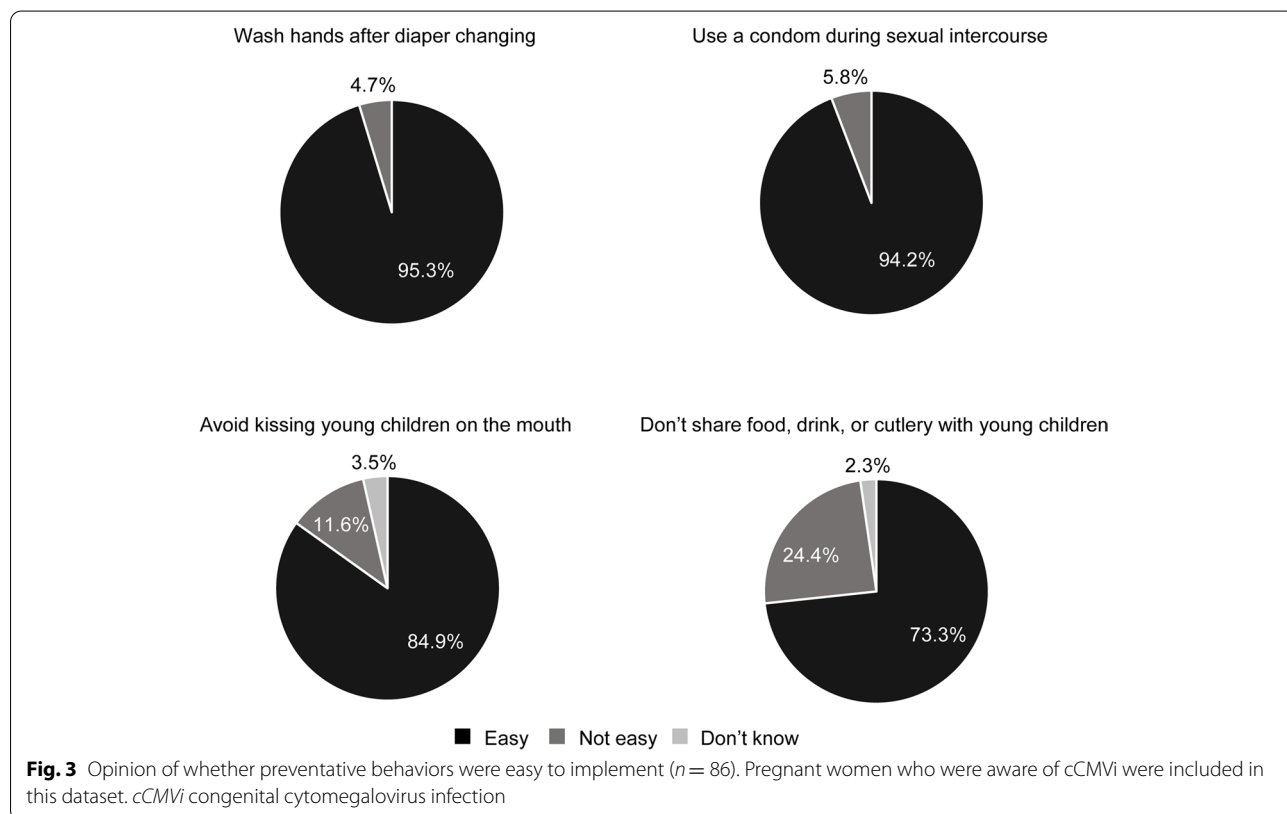 Wash hands after diaper changing
Use a condom during sexual intercourse
4.7%
5.8%
95.3%
94.2%
Avoid kissing young children on the mouth
Don't share food, drink, or cutlery with young children
3.5%
2.3%
11.6%
24.4%
84.9%
73.3%
Easy Not easy Don't know
Fig. 3 Opinion of whether preventative behaviors were easy to implement (n = 86). Pregnant women who were aware of cCMVi were included in
this dataset. cCMVi congenital cytomegalovirus infection